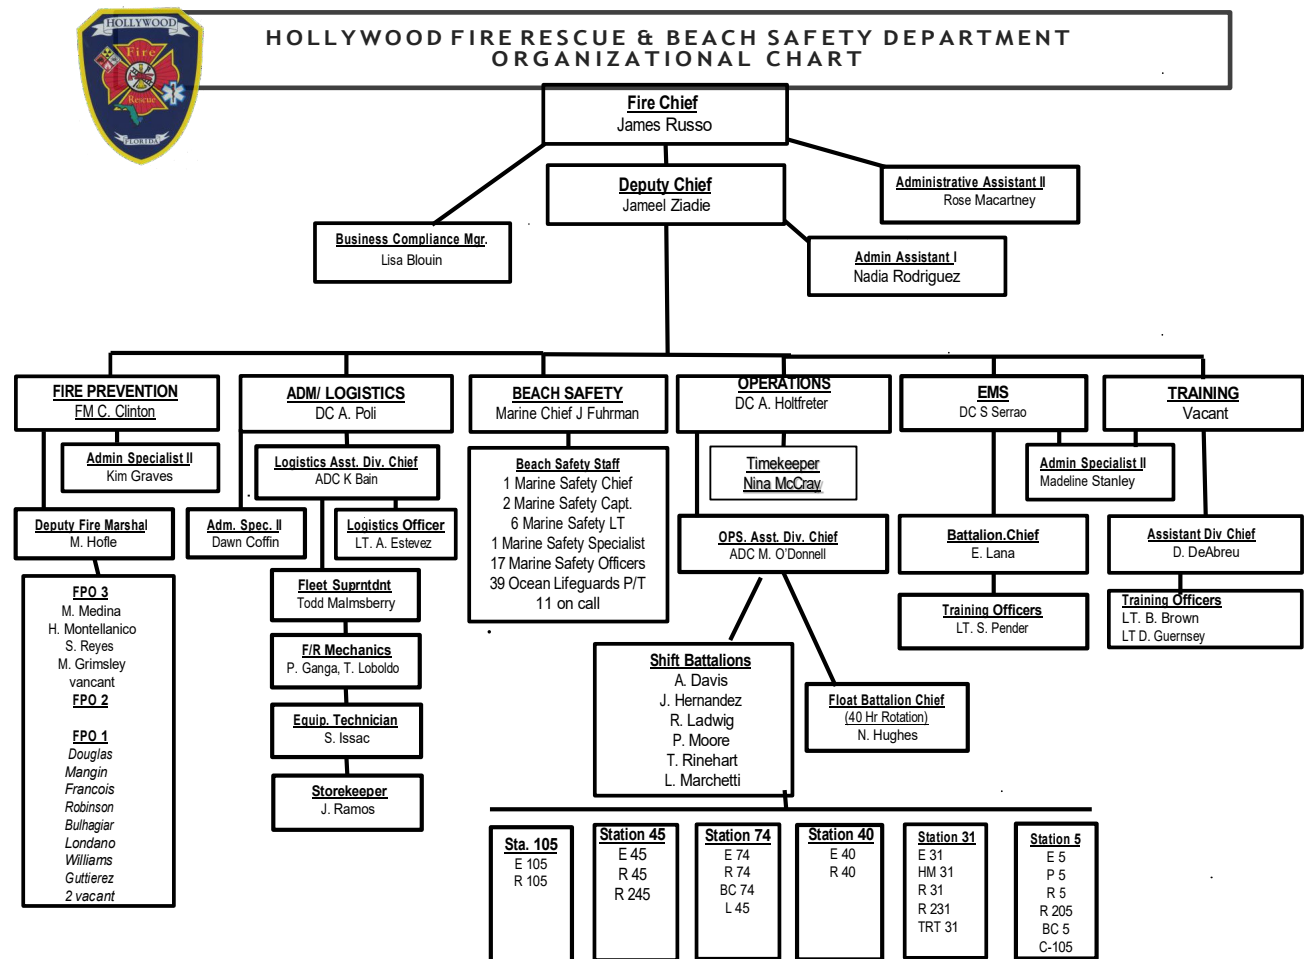 HOLLYWOOD
Fire
Rescue
FLORIDA
HOLLYWOOD FIRE RESCUE & BEACH SAFETY DEPARTMENT
ORGANIZATIONAL CHART
Fire Chief
James Russo
Deputy Chief
Jameel Ziadie
Administrative Assistant II
Rose Macartney
Business Compliance Mgr.
Lisa Blouin
Admin Assistant I
Nadia Rodriguez
FIRE PREVENTION
FM C. Clinton
Admin Specialist II
Kim Graves
Deputy Fire Marshal
M. Hofle
FPO 3
M. Medina
H. Montellanico
S. Reyes
M. Grimsley
vancant
FPO 2
FPO 1
Douglas
Mangin
Francois
Robinson
Bulhagiar
Londano
Williams
Guttierez
2 vacant
ADM/ LOGISTICS
DC A. Poli
Logistics Asst. Div. Chief
ADC K Bain
Adm. Spec. II
Dawn Coffin
Logistics Officer
LT. A. Estevez
Fleet Suprntdnt
Todd Malmsberry
F/R Mechanics
P. Ganga, T. Loboldo
Equip. Technician
S. Issac
Storekeeper
J. Ramos
BEACH SAFETY
Marine Chief J Fuhrman
Beach Safety Staff
1 Marine Safety Chief
2 Marine Safety Capt.
6 Marine Safety LT
1 Marine Safety Specialist
17 Marine Safety Officers
39 Ocean Lifeguards P/T
11 on call
OPERATIONS
DC A. Holtfreter
Timekeeper
Nina McCray
OPS. Asst. Div. Chief
ADC M. O'Donnell
Shift Battalions
A. Davis
J. Hernandez
R. Ladwig
P. Moore
T. Rinehart
L. Marchetti
Float Battalion Chief
(40 Hr Rotation)
N. Hughes
EMS
DC S Serrao
Admin Specialist II
Madeline Stanley
Battalion.Chief
E. Lana
Training Officers
LT. S. Pender
TRAINING
Vacant
Assistant Div Chief
D. DeAbreu
Training Officers
LT. B. Brown
LT D. Guernsey
Sta. 105
E 105
R 105
Station 45
E 45
R 45
R 245
Station 74
E 74
R 74
BC 74
L 45
Station 40
E 40
R 40
Station 31
E 31
HM 31
R 31
R 231
TRT 31
Station 5
E 5
P 5
R 5
R 205
BC 5
C-105